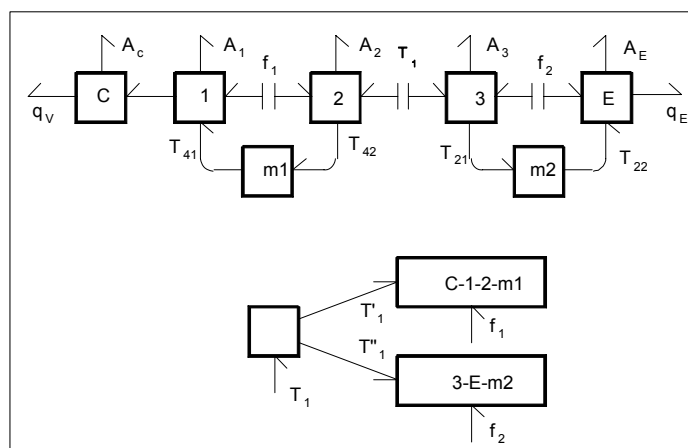 A_c A_1 f_1 A_2 T_1 A_3 f_2 A_E
C 1 2 3 E
q_V q_E
T_41 T_42 T_21 T_22
m1 m2
C-1-2-m1
T'_1 f_1
T''_1 3-E-m2
T_1
f_2